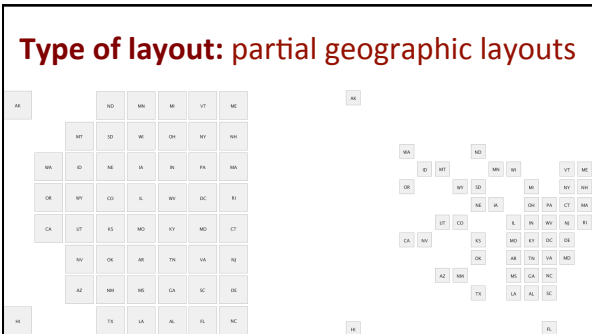 Type of layout: partial geographic layouts
AK ND MN MI VT ME
MT SD WI OH NY NH
WA ID NE IA IN PA MA
OR WY CO IL WV DC RI
CA UT KS MO KY MD CT
NV OK AR TN VA NJ
AZ NM MS GA SC DE
HI TX LA AL FL NC
AK
WA ND
ID MT MN WI VT ME
OR WY SD MI NY NH
NE IA OH PA CT MA
UT CO IL IN WV NJ RI
CA NV KS MO KY DC DE
OK AR TN VA MD
AZ NM MS GA NC
TX LA AL SC
HI FL